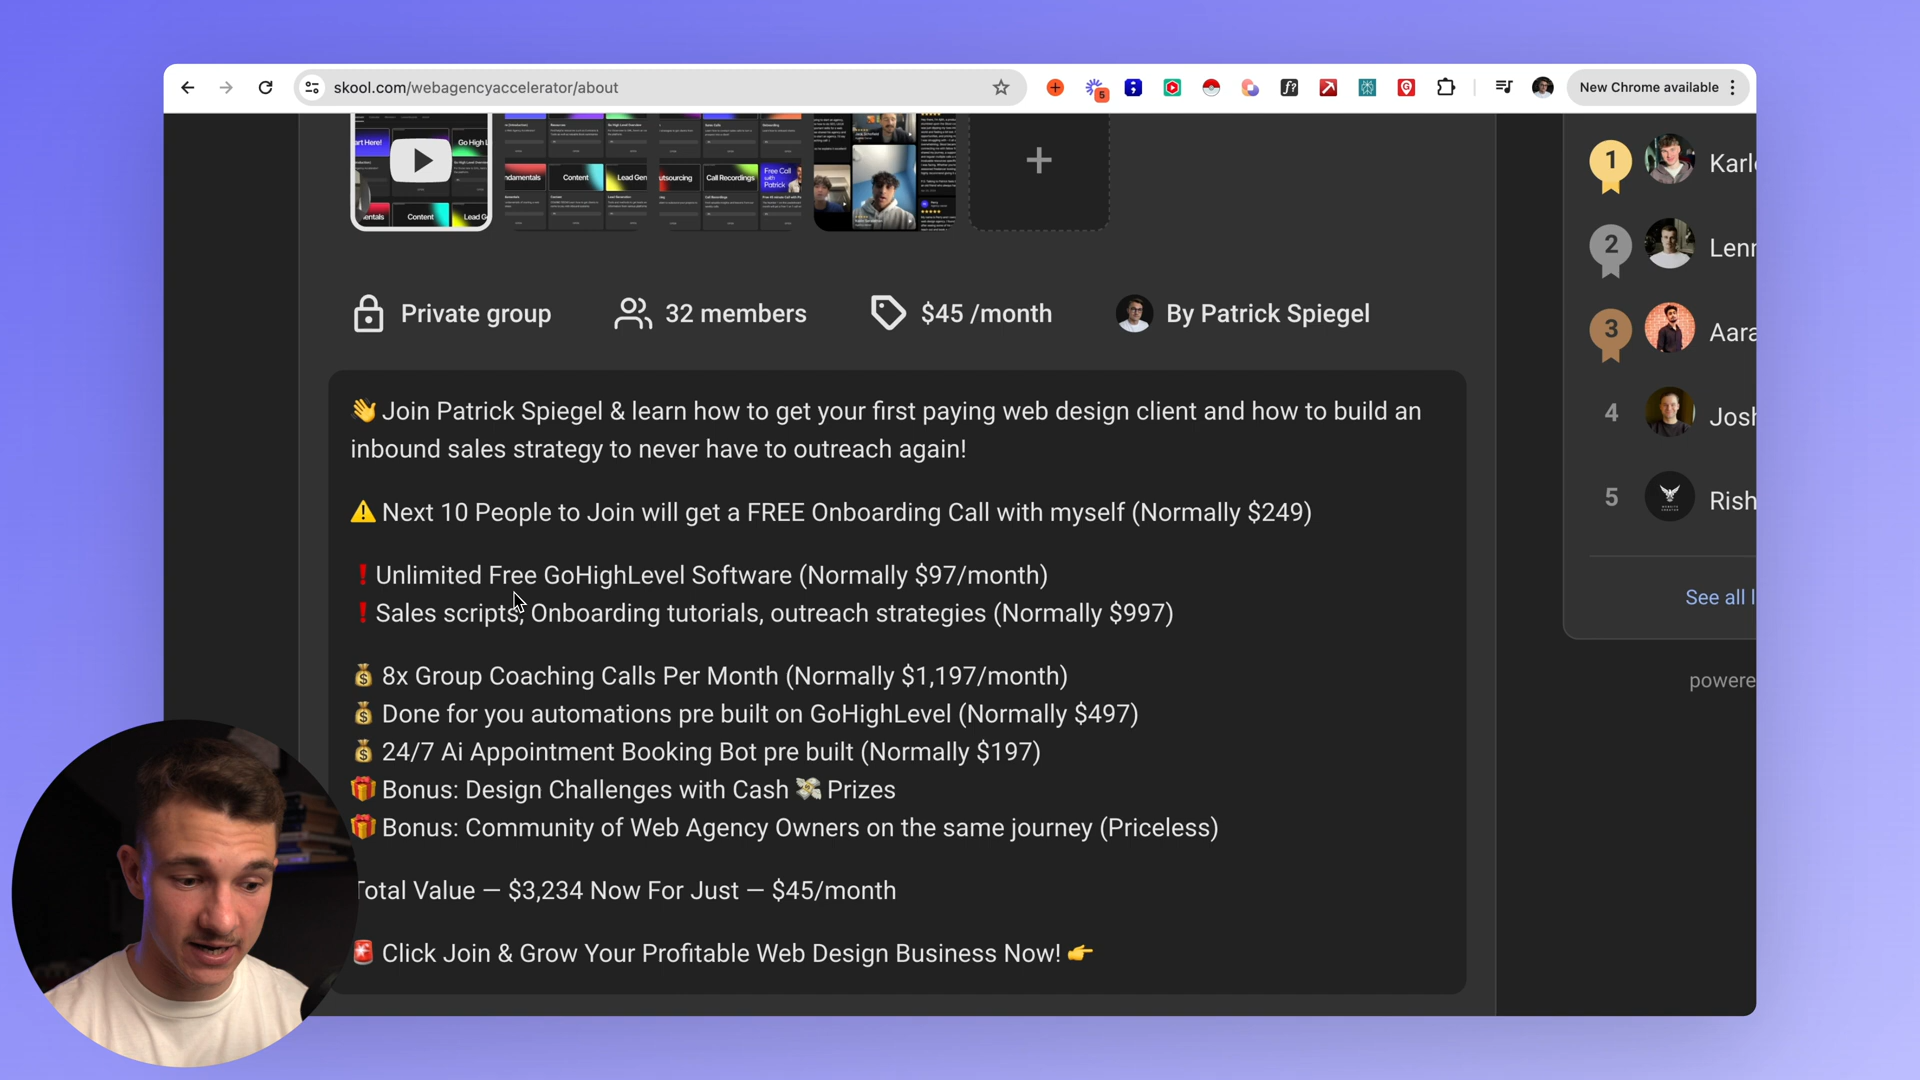 skool.com/webagencyaccelerator/about
5
f?
New Chrome available
art Here!
Go High L
Content
Lead G
ndamentals
Content
Lead Gen
tsourcing
Call Recordings
Free Call with Patrick
+
Private group
32 members
$45 /month
By Patrick Spiegel
👋 Join Patrick Spiegel & learn how to get your first paying web design client and how to build an
inbound sales strategy to never have to outreach again!
⚠️ Next 10 People to Join will get a FREE Onboarding Call with myself (Normally $249)
❗Unlimited Free GoHighLevel Software (Normally $97/month)
❗Sales scripts, Onboarding tutorials, outreach strategies (Normally $997)
💰 8x Group Coaching Calls Per Month (Normally $1,197/month)
💰 Done for you automations pre built on GoHighLevel (Normally $497)
💰 24/7 Ai Appointment Booking Bot pre built (Normally $197)
🎁 Bonus: Design Challenges with Cash 💸 Prizes
🎁 Bonus: Community of Web Agency Owners on the same journey (Priceless)
Total Value — $3,234 Now For Just — $45/month
🚨 Click Join & Grow Your Profitable Web Design Business Now! 👉
1 Karl
2 Lenn
3 Aara
4 Josh
5 Rish
See all l
powere